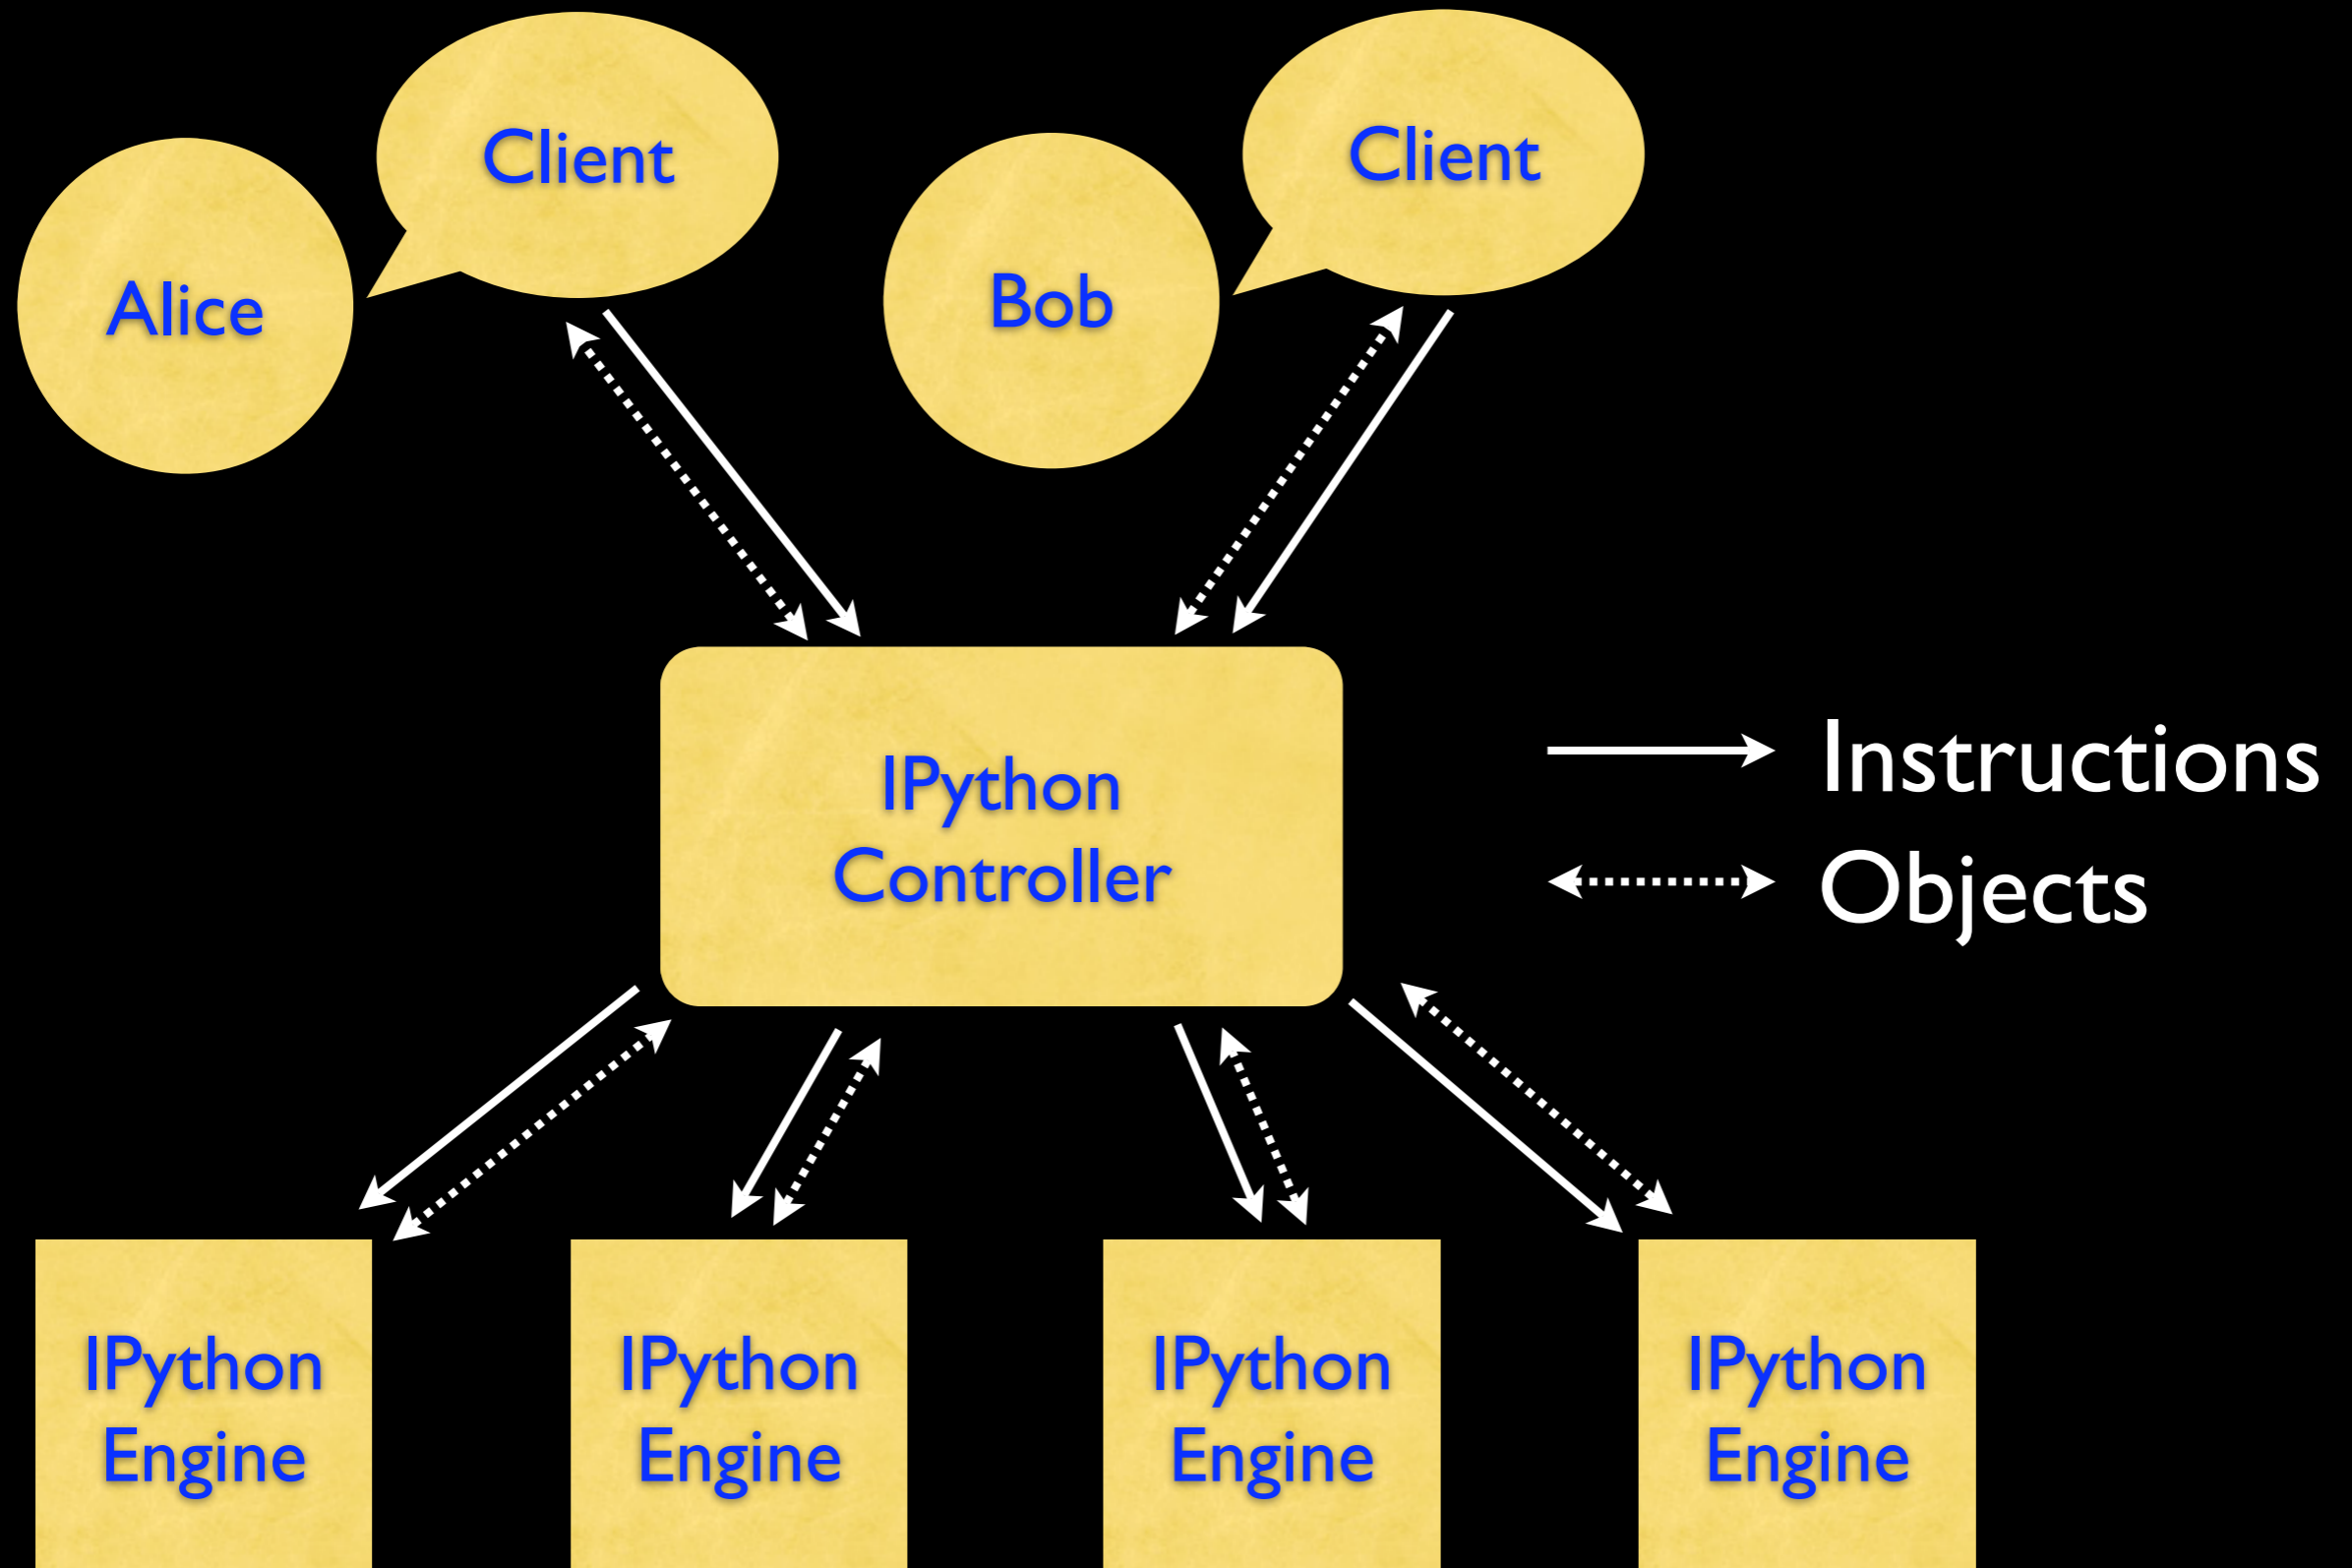 Client
Client
Alice
Bob
IPython
Controller
Instructions
Objects
IPython
Engine
IPython
Engine
IPython
Engine
IPython
Engine